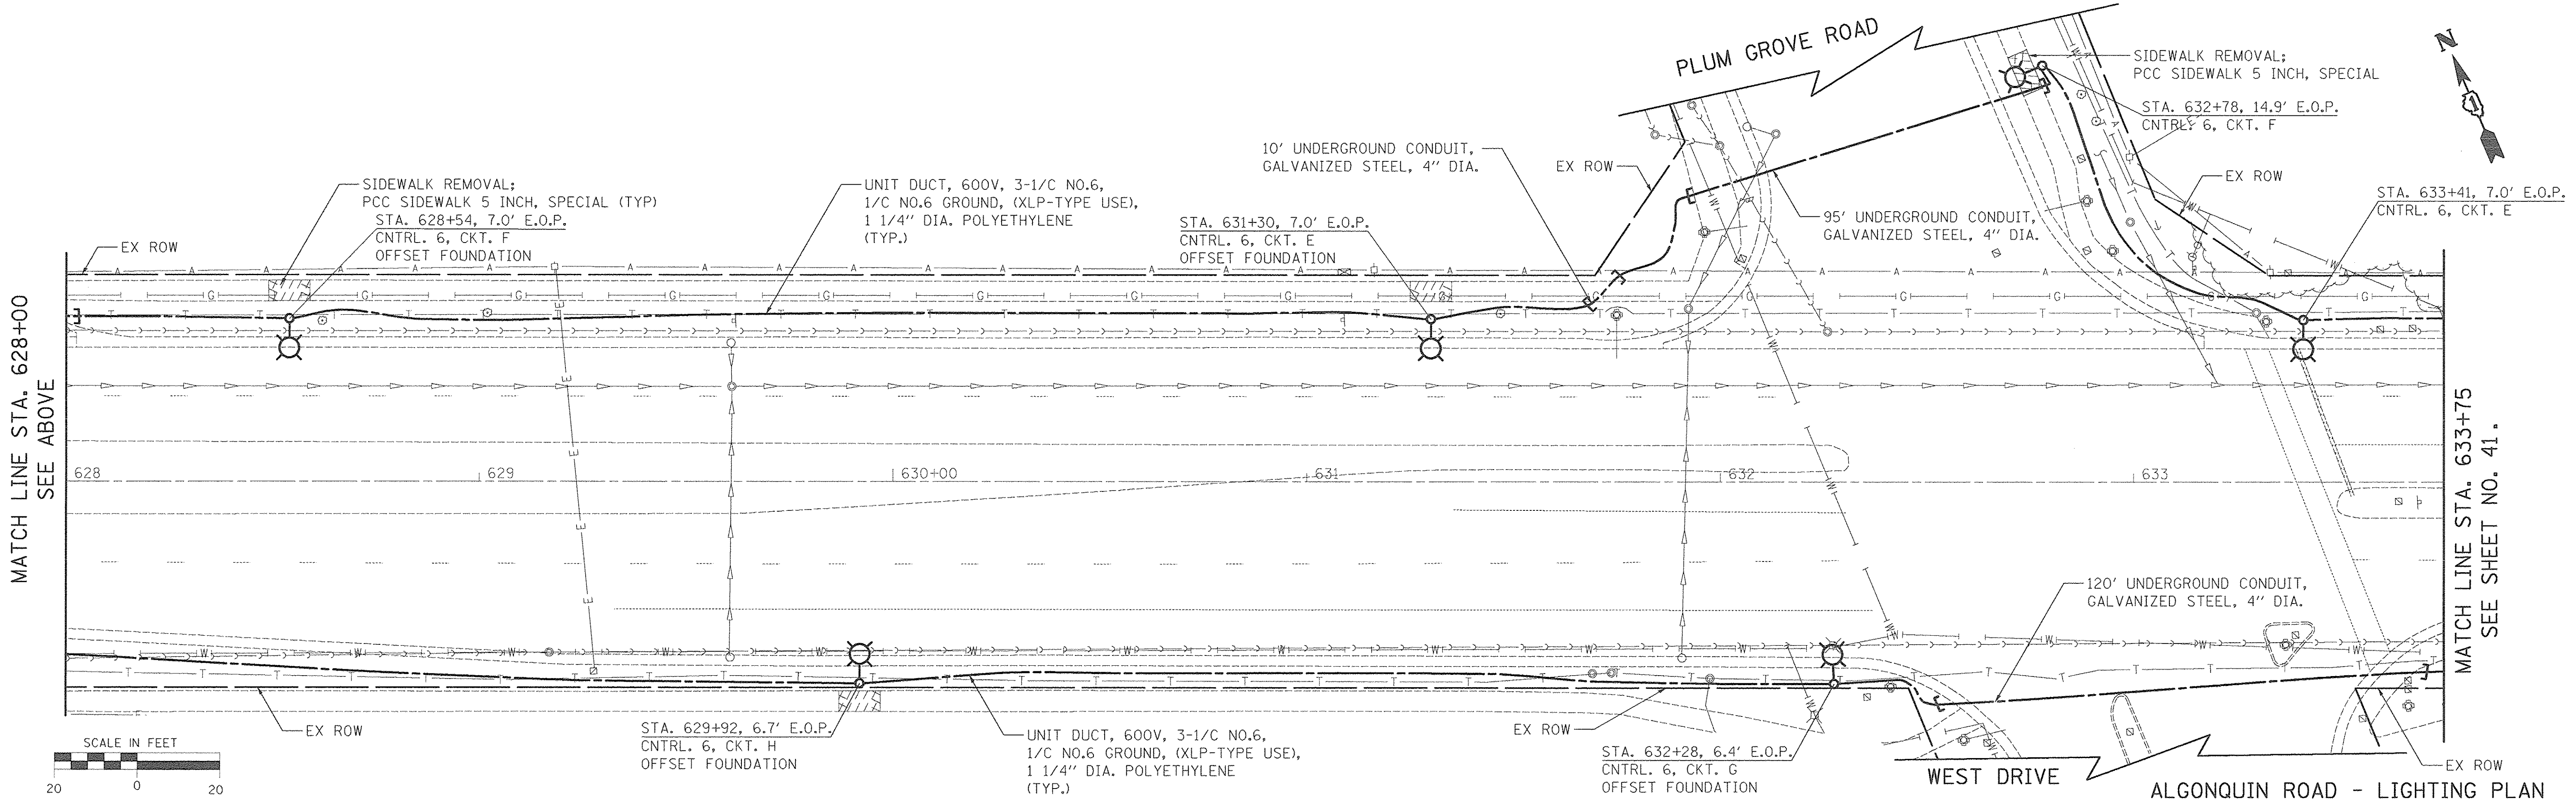 PLUM GROVE ROAD
N
SIDEWALK REMOVAL;
PCC SIDEWALK 5 INCH, SPECIAL
STA. 632+78, 14.9' E.O.P.
CNTRL. 6, CKT. F
10' UNDERGROUND CONDUIT,
GALVANIZED STEEL, 4" DIA.
EX ROW
EX ROW
SIDEWALK REMOVAL;
PCC SIDEWALK 5 INCH, SPECIAL (TYP)
STA. 628+54, 7.0' E.O.P.
CNTRL. 6, CKT. F
OFFSET FOUNDATION
UNIT DUCT, 600V, 3-1/C NO.6,
1/C NO.6 GROUND, (XLP-TYPE USE),
1 1/4" DIA. POLYETHYLENE
(TYP.)
STA. 631+30, 7.0' E.O.P.
CNTRL. 6, CKT. E
OFFSET FOUNDATION
95' UNDERGROUND CONDUIT,
GALVANIZED STEEL, 4" DIA.
STA. 633+41, 7.0' E.O.P.
CNTRL. 6, CKT. E
EX ROW
MATCH LINE STA. 628+00
SEE ABOVE
628
629
630+00
631
632
633
MATCH LINE STA. 633+75
SEE SHEET NO. 41.
120' UNDERGROUND CONDUIT,
GALVANIZED STEEL, 4" DIA.
EX ROW
STA. 629+92, 6.7' E.O.P.
CNTRL. 6, CKT. H
OFFSET FOUNDATION
UNIT DUCT, 600V, 3-1/C NO.6,
1/C NO.6 GROUND, (XLP-TYPE USE),
1 1/4" DIA. POLYETHYLENE
(TYP.)
EX ROW
STA. 632+28, 6.4' E.O.P.
CNTRL. 6, CKT. G
OFFSET FOUNDATION
EX ROW
SCALE IN FEET
20 0 20
WEST DRIVE
ALGONQUIN ROAD - LIGHTING PLAN